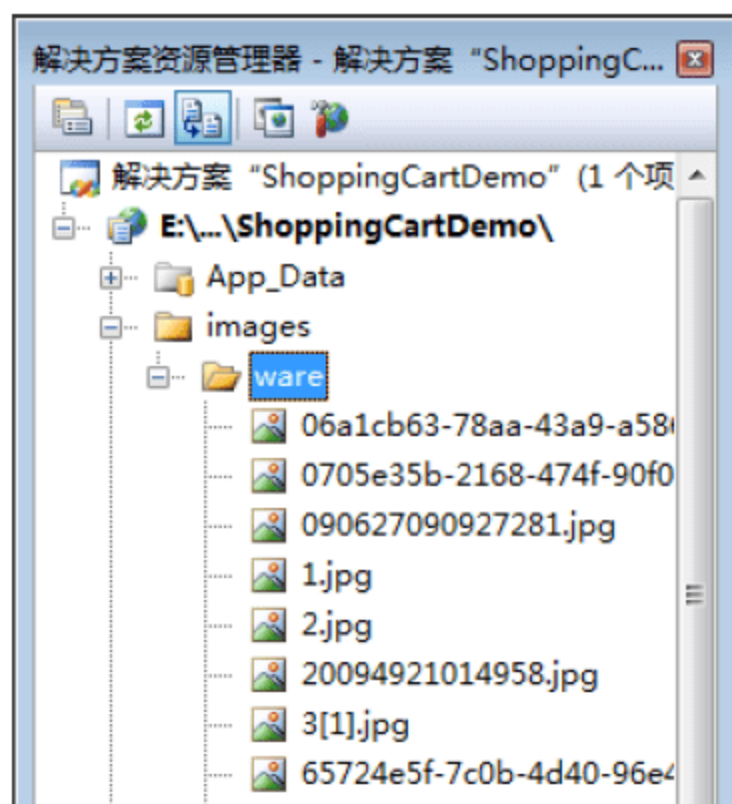 解决方案资源管理器 - 解决方案 “ShoppingC...
解决方案 “ShoppingCartDemo” (1 个项
E:\...\ShoppingCartDemo\
App_Data
images
ware
06a1cb63-78aa-43a9-a58
0705e35b-2168-474f-90f0
090627090927281.jpg
1.jpg
2.jpg
20094921014958.jpg
3[1].jpg
65724e5f-7c0b-4d40-96e4